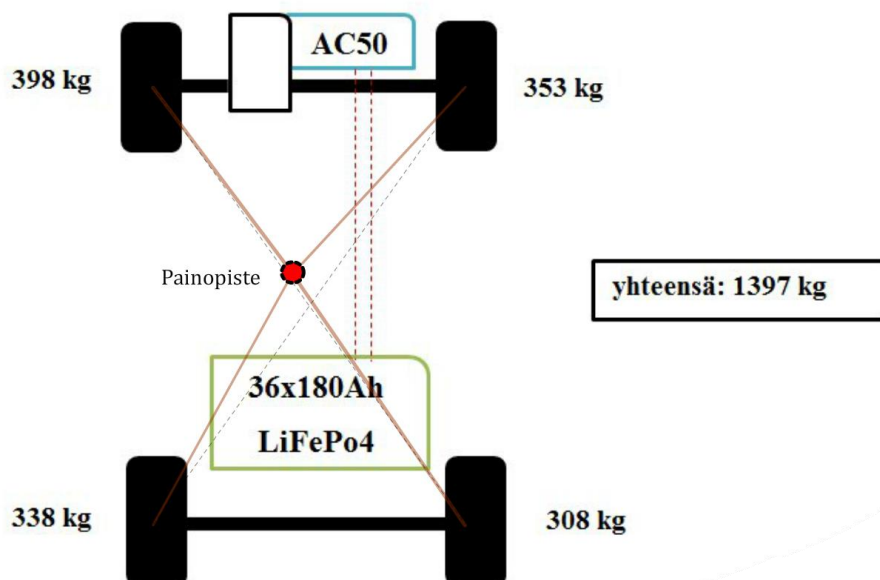 AC50
398 kg
353 kg
Painopiste
yhteensä: 1397 kg
36x180Ah
LiFePo4
338 kg
308 kg